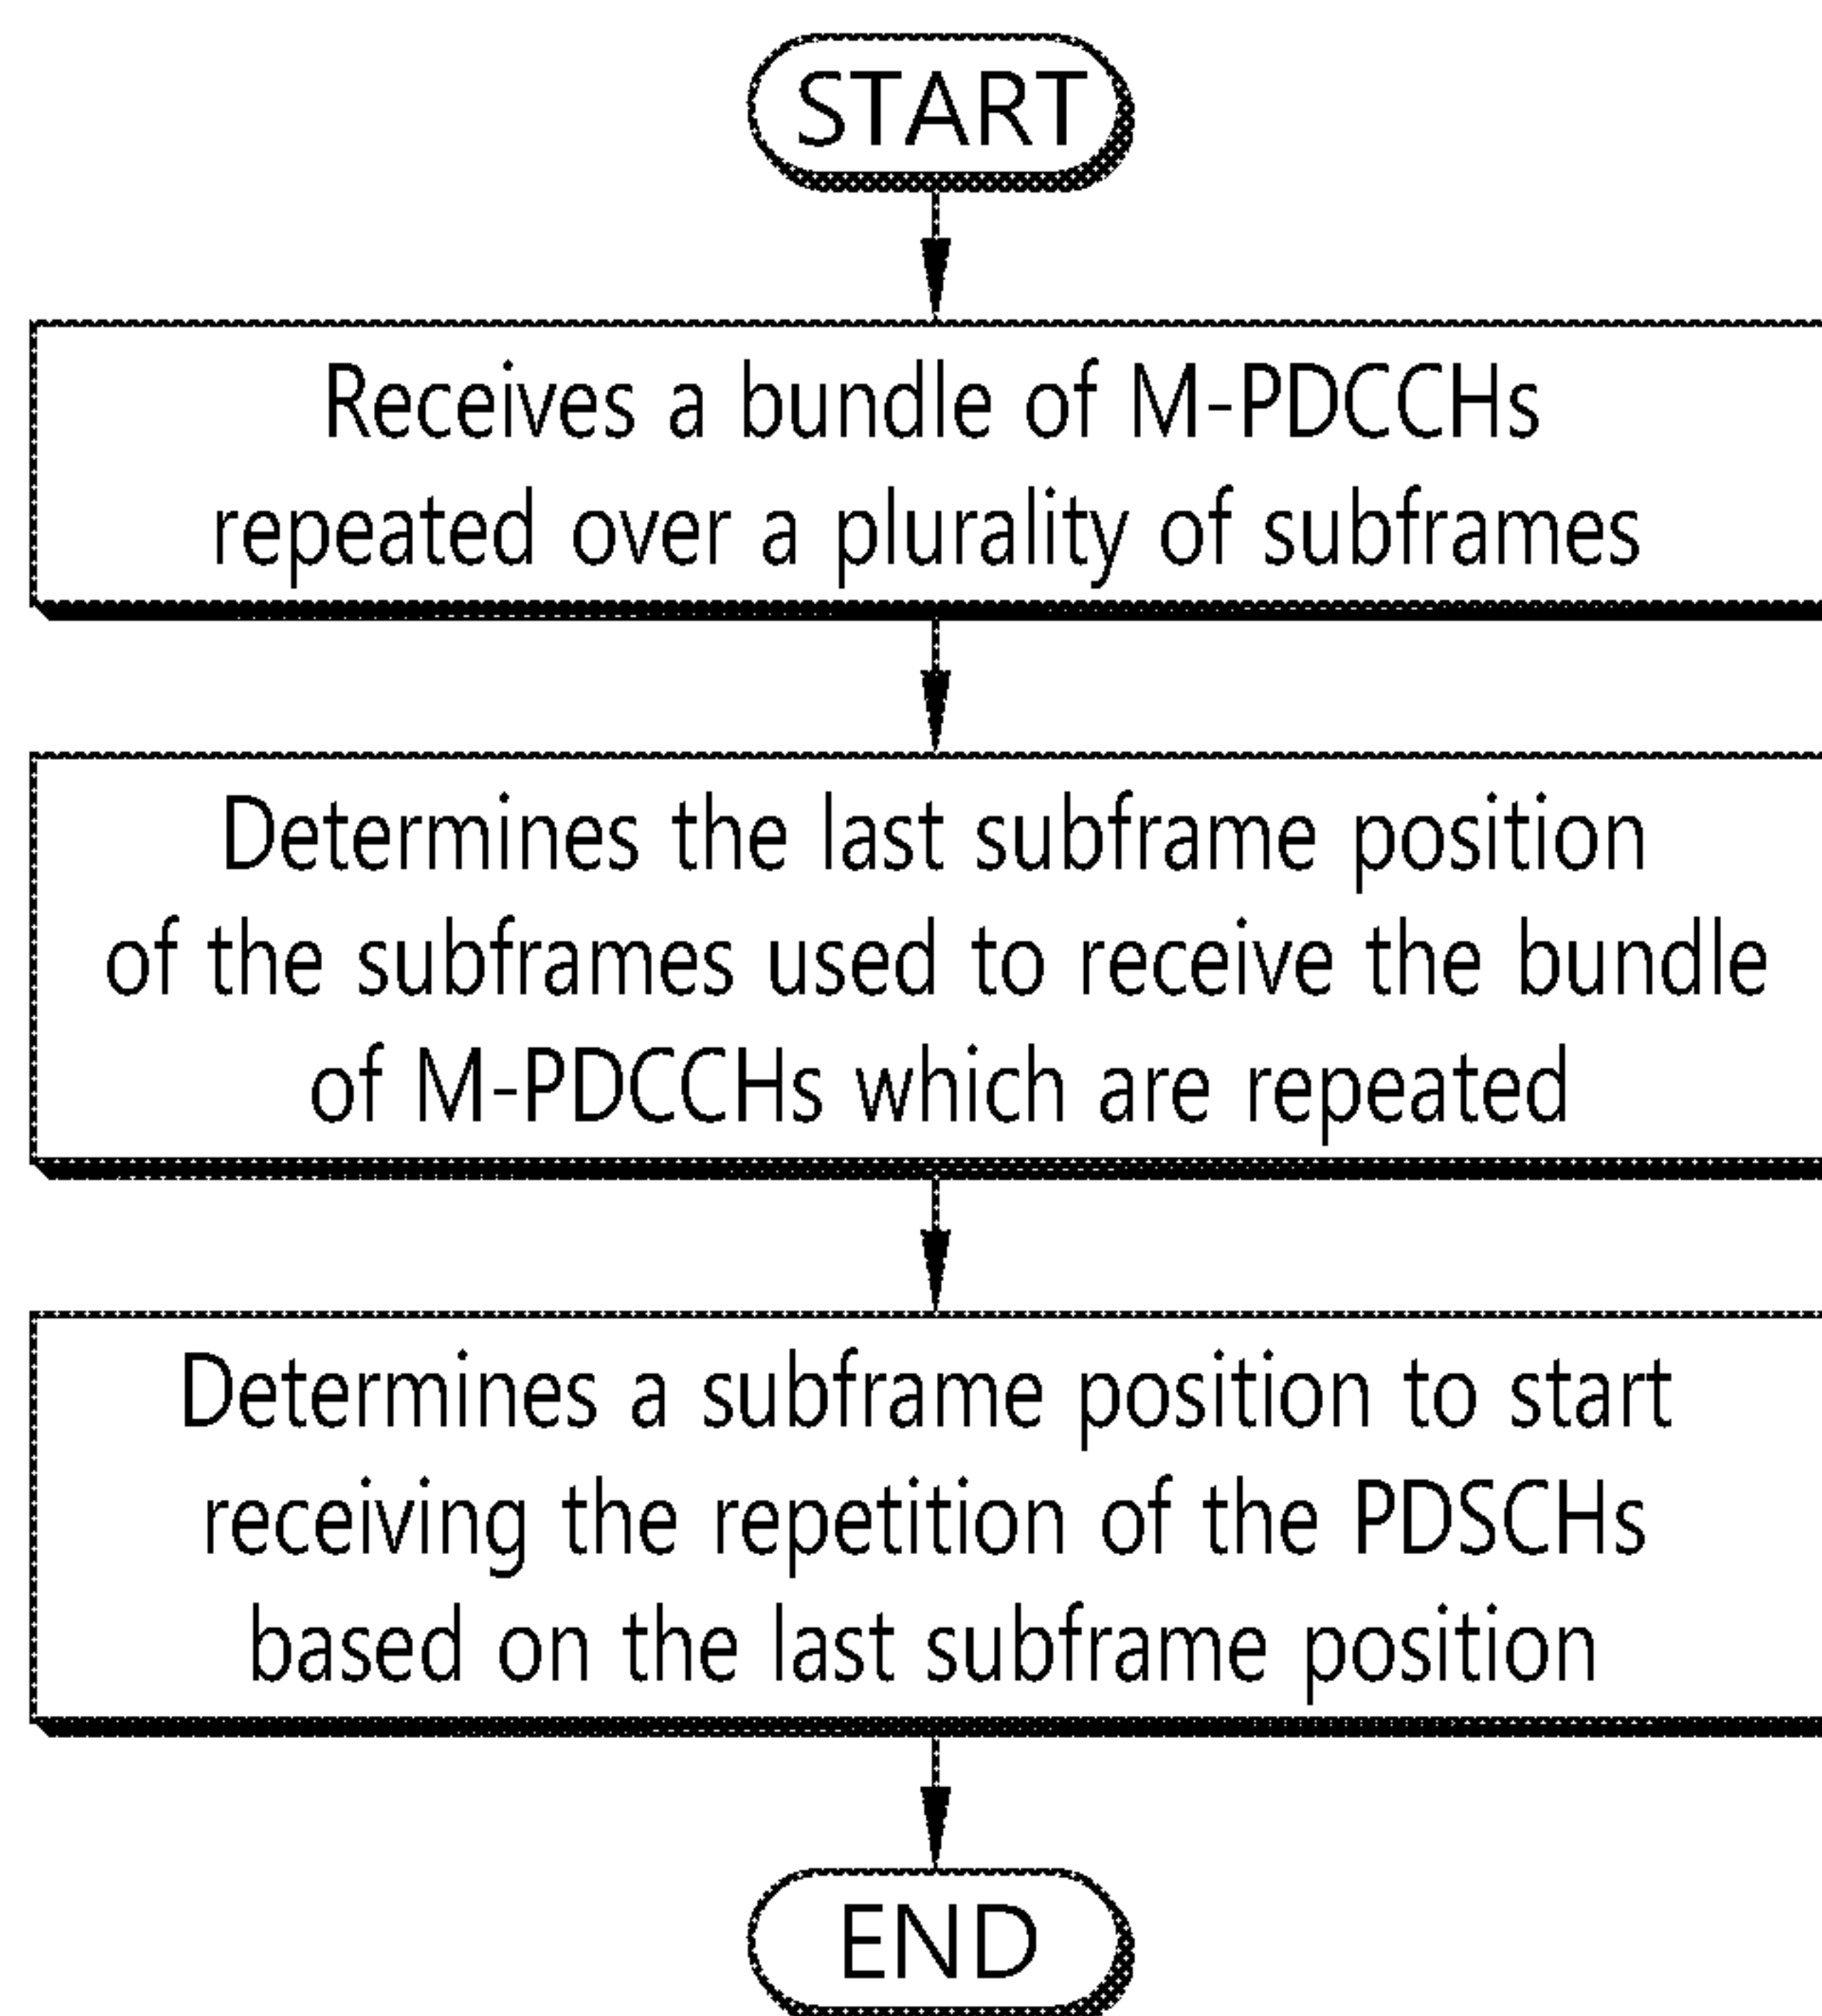 START
Receives a bundle of M-PDCCHs
repeated over a plurality of subframes
Determines the last subframe position
of the subframes used to receive the bundle
of M-PDCCHs which are repeated
Determines a subframe position to start
receiving the repetition of the PDSCHs
based on the last subframe position
END